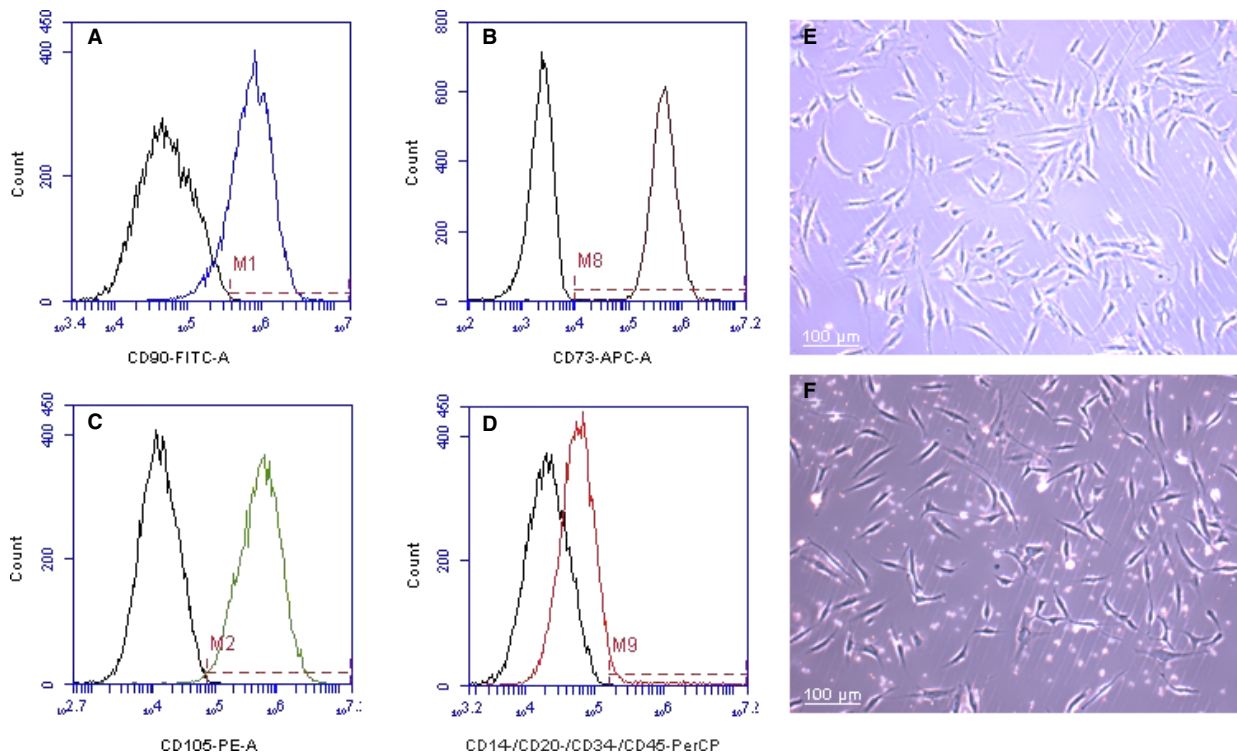 A
450
400
200
0
Count
M1
10^3.4 10^4 10^5 10^6 10^7
CD90-FITC-A
B
800
600
400
200
0
Count
M8
10^2 10^3 10^4 10^5 10^6 10^7.2
CD73-APC-A
E
100 µm
C
450
400
200
0
Count
M2
10^2.7 10^4 10^5 10^6
CD105-PE-A
D
450
400
200
0
Count
M9
10^3.2 10^4 10^5 10^6 10^7.2
CD14-/CD20-/CD34-/CD45-PerCP
F
100 µm